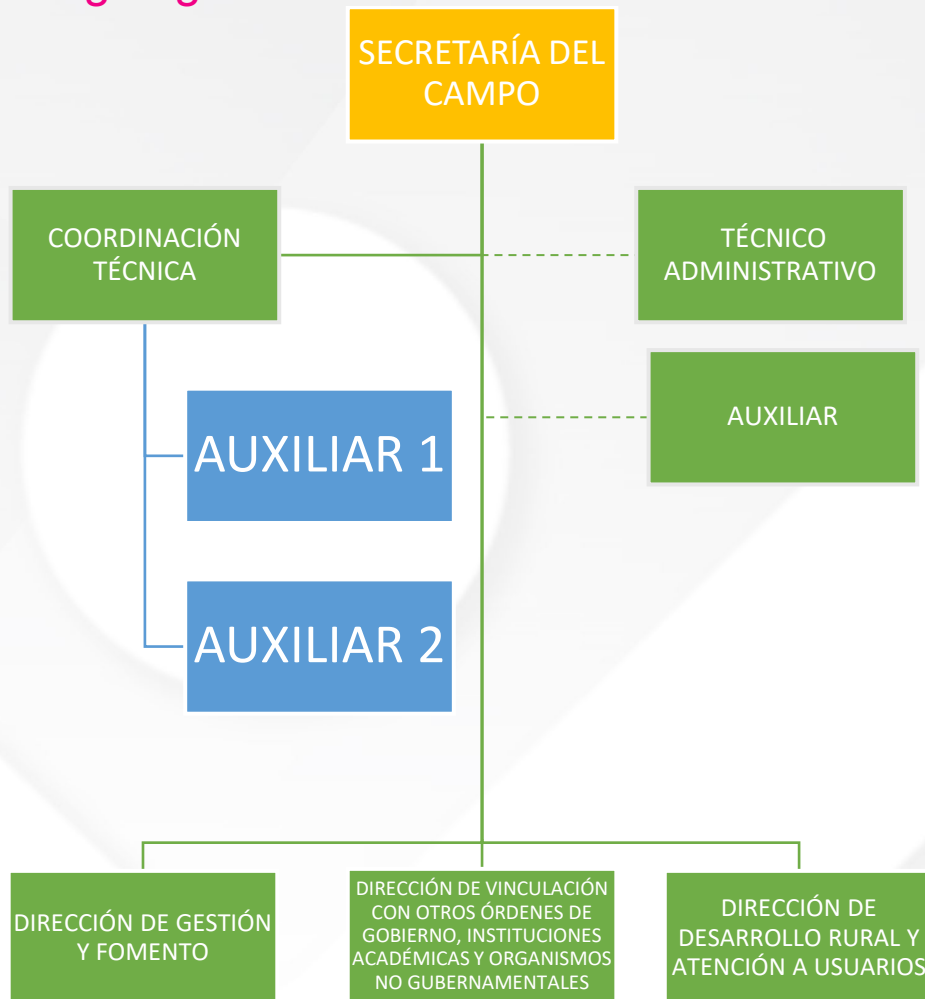 SECRETARÍA DEL
CAMPO
COORDINACIÓN
TÉCNICA
TÉCNICO
ADMINISTRATIVO
AUXILIAR
AUXILIAR 1
AUXILIAR 2
DIRECCIÓN DE GESTIÓN
Y FOMENTO
DIRECCIÓN DE VINCULACIÓN
CON OTROS ÓRDENES DE
GOBIERNO, INSTITUCIONES
ACADÉMICAS Y ORGANISMOS
NO GUBERNAMENTALES
DIRECCIÓN DE
DESARROLLO RURAL Y
ATENCIÓN A USUARIOS